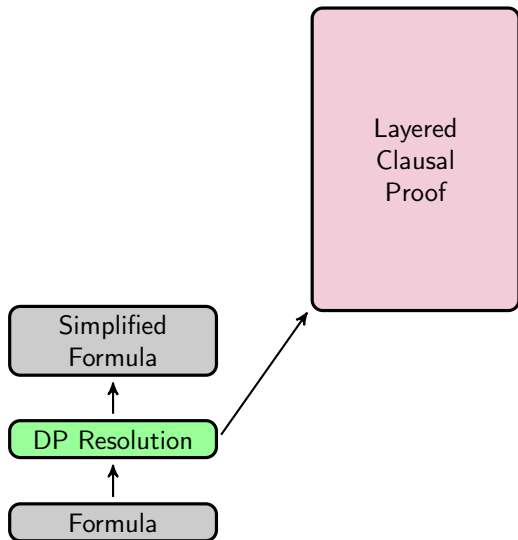 Layered
Clausal
Proof
Simplified
Formula
DP Resolution
Formula